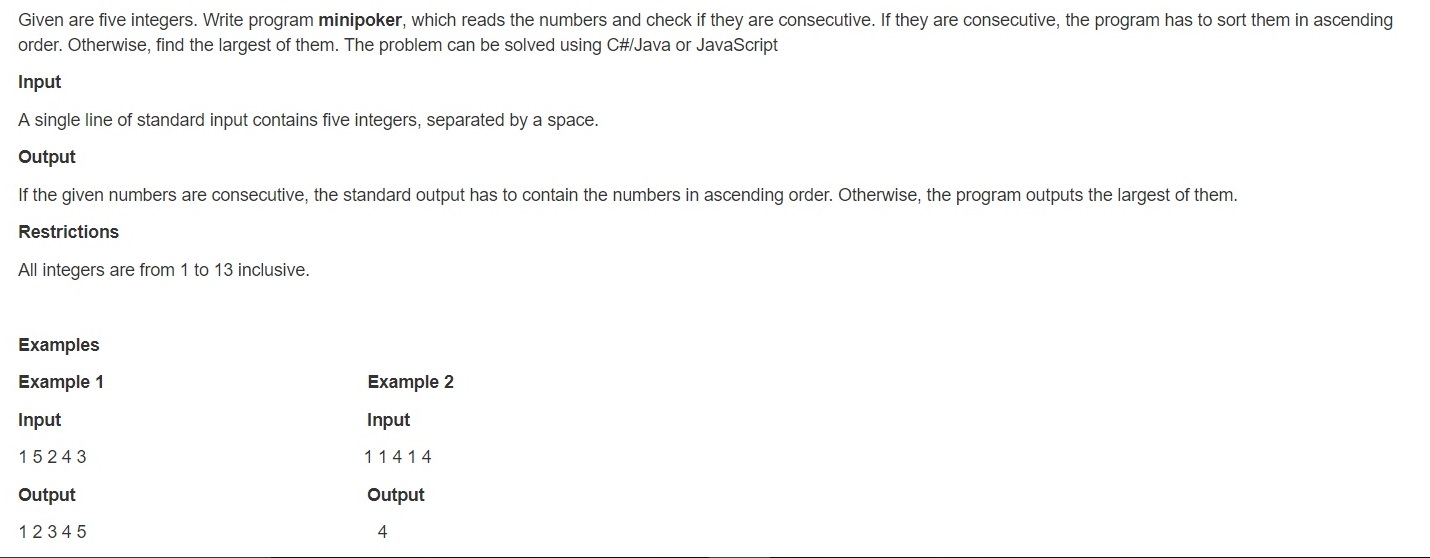 Given are five integers. Write program minipoker, which reads the numbers and check if they are consecutive. If they are consecutive, the program has to sort them in ascending
order. Otherwise, find the largest of them. The problem can be solved using C#/Java or JavaScript
Input
A single line of standard input contains five integers, separated by a space.
Output
If the given numbers are consecutive, the standard output has to contain the numbers in ascending order. Otherwise, the program outputs the largest of them.
Restrictions
All integers are from 1 to 13 inclusive.
Examples
Example 1 Example 2
Input Input
1 5 2 4 3 1 1 4 1 4
Output Output
1 2 3 4 5 4